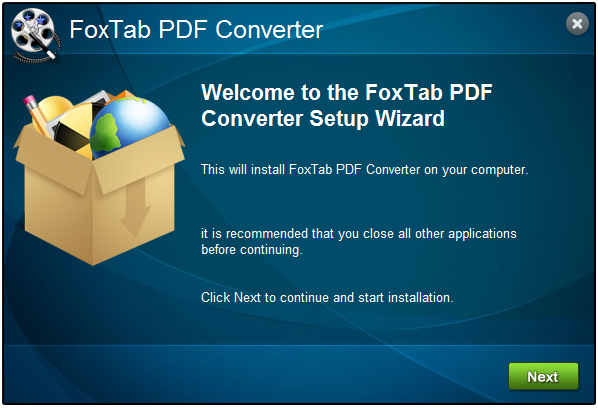 FoxTab PDF Converter
Welcome to the FoxTab PDF
Converter Setup Wizard
This will install FoxTab PDF Converter on your computer.
it is recommended that you close all other applications
before continuing.
Click Next to continue and start installation.
Next